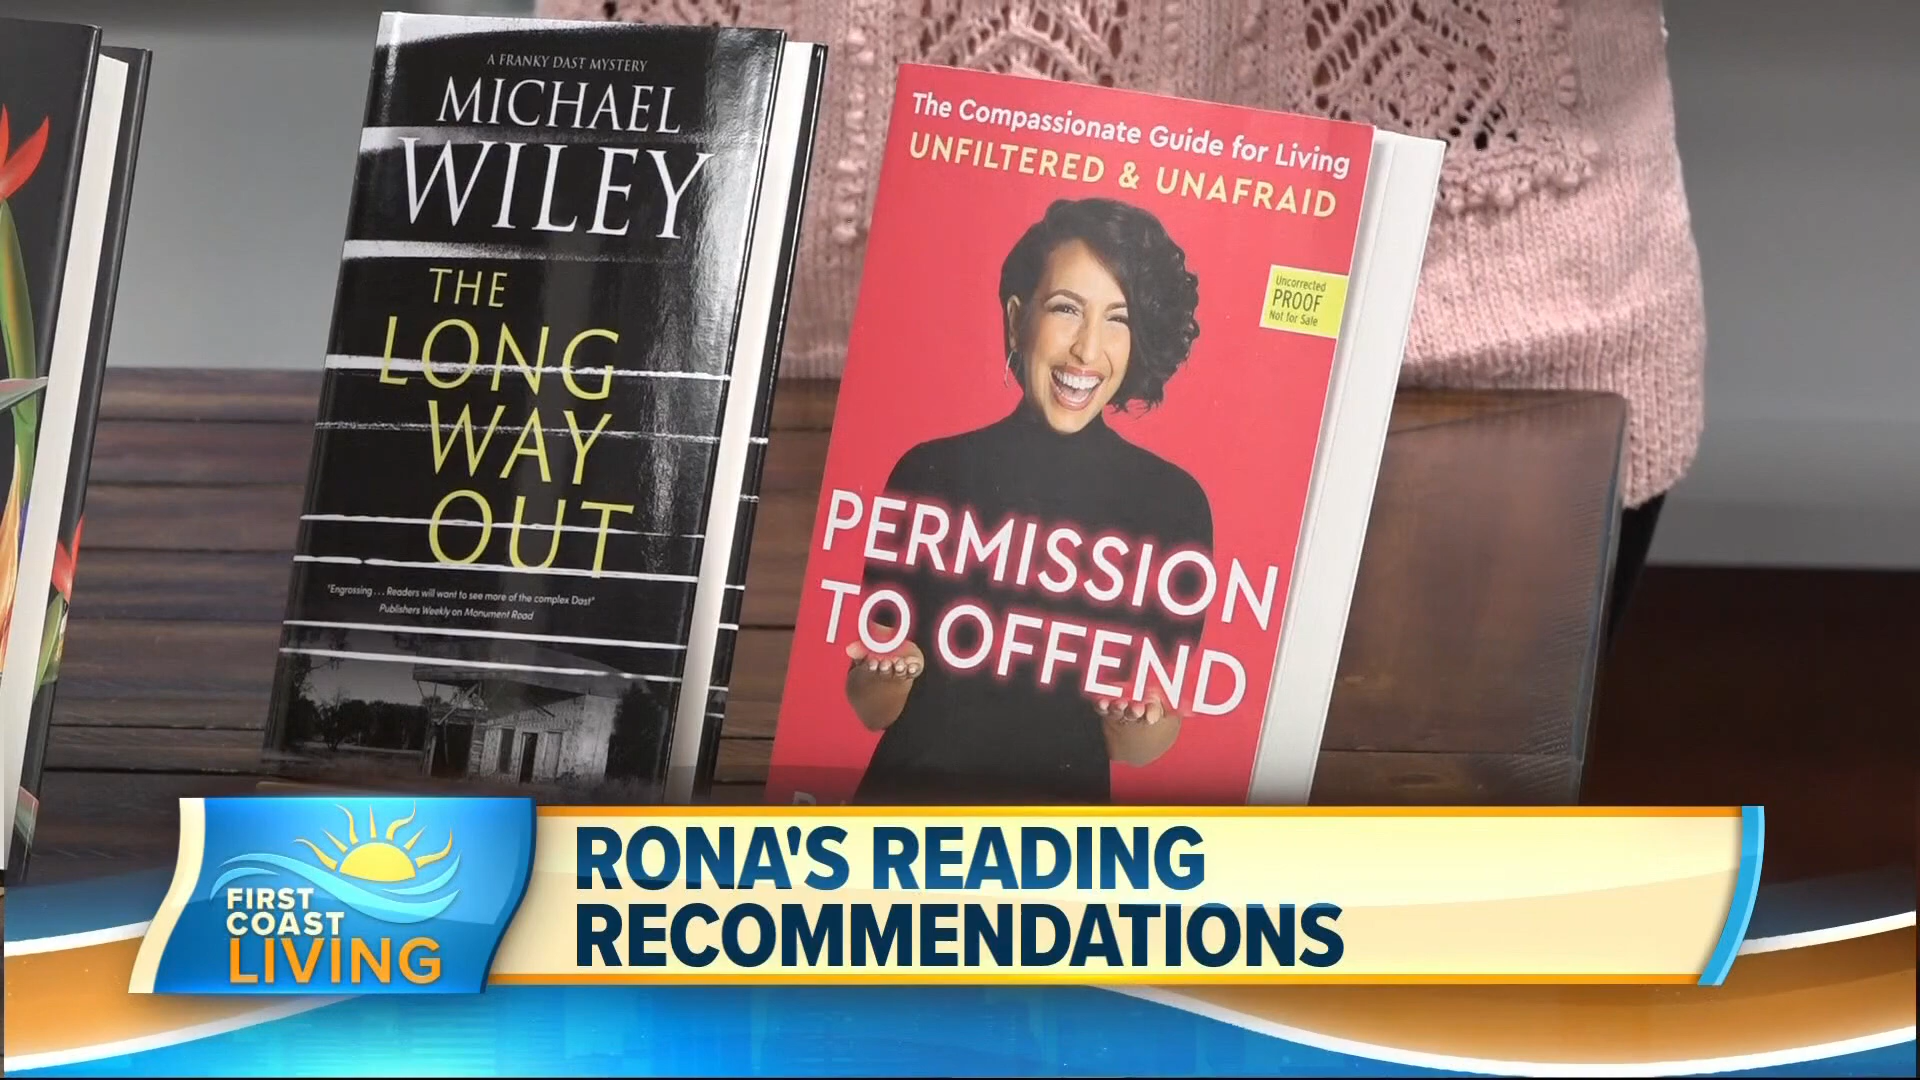 A FRANKY DAST MYSTERY
MICHAEL
WILEY
THE
LONG
WAY
OUT
"Engrossing... Readers will want to see more of the complex Dast"
Publishers Weekly on Monument Road
The Compassionate Guide for Living
UNFILTERED & UNAFRAID
Uncorrected
PROOF
Not for Sale
PERMISSION
TO OFFEND
FIRST
COAST
LIVING
RONA'S READING
RECOMMENDATIONS